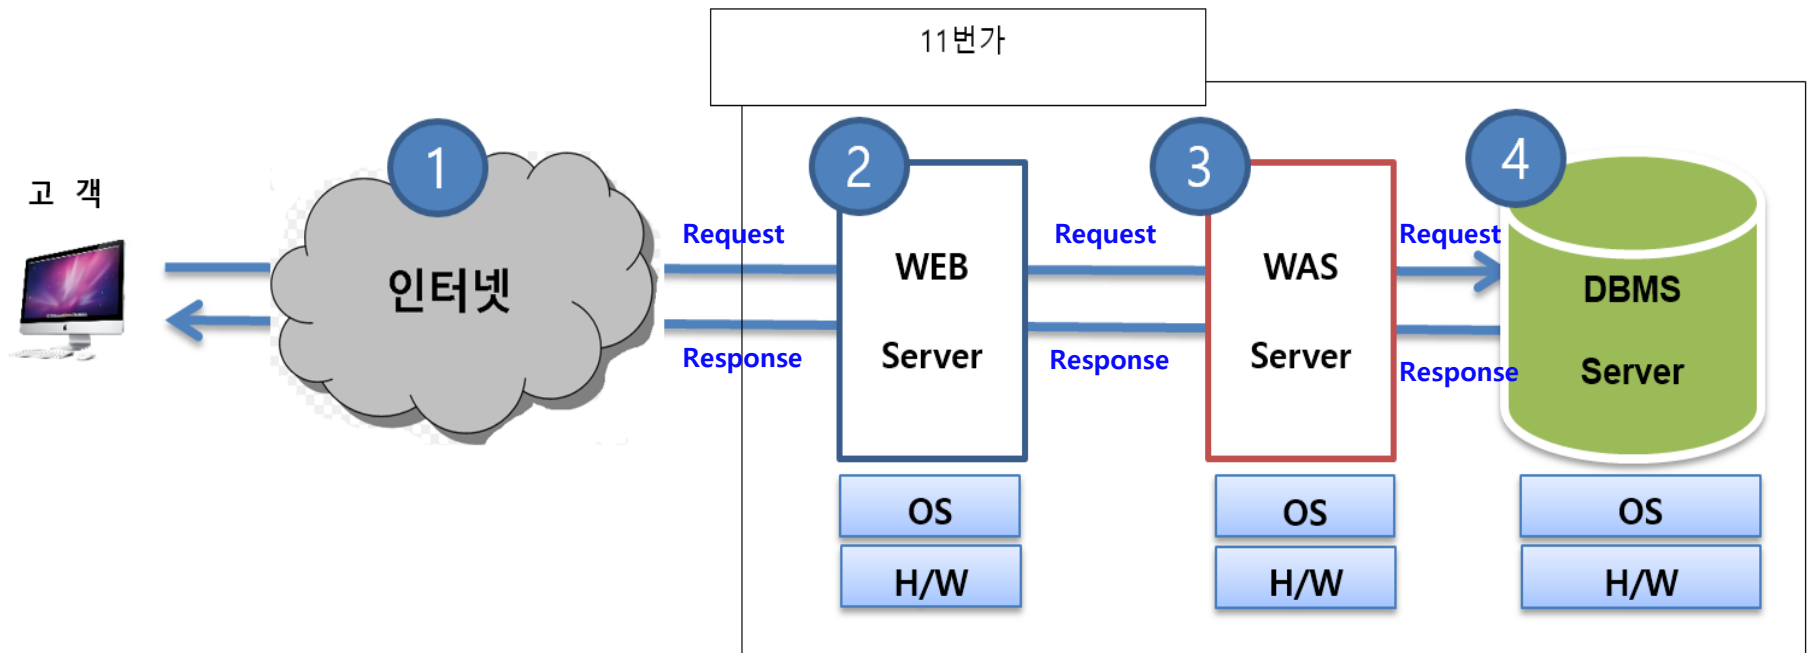 11번가
고 객
1
인터넷
Request
Response
2
WEB
Server
OS
H/W
Request
Response
3
WAS
Server
OS
H/W
Request
Response
4
DBMS
Server
OS
H/W